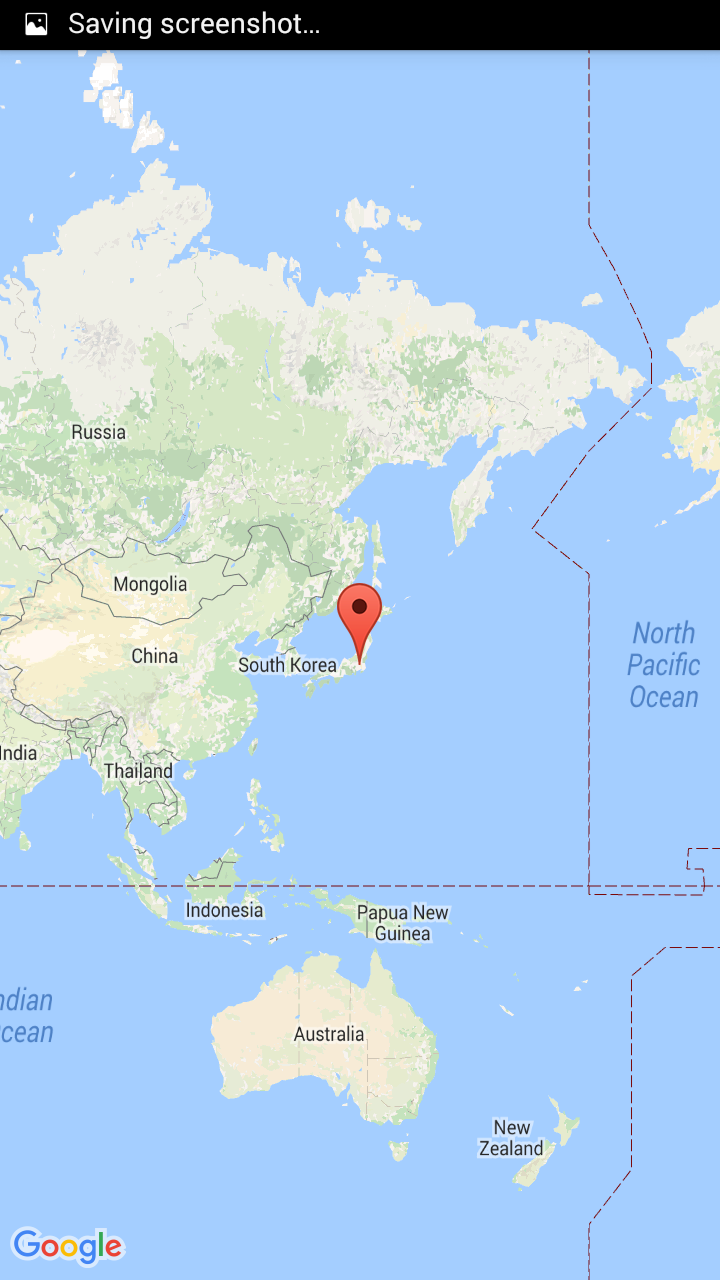 Saving screenshot...
Russia
Mongolia
China
South Korea
North
Pacific
Ocean
India
Thailand
Indonesia
Papua New
Guinea
ndian
cean
Australia
New
Zealand
Google